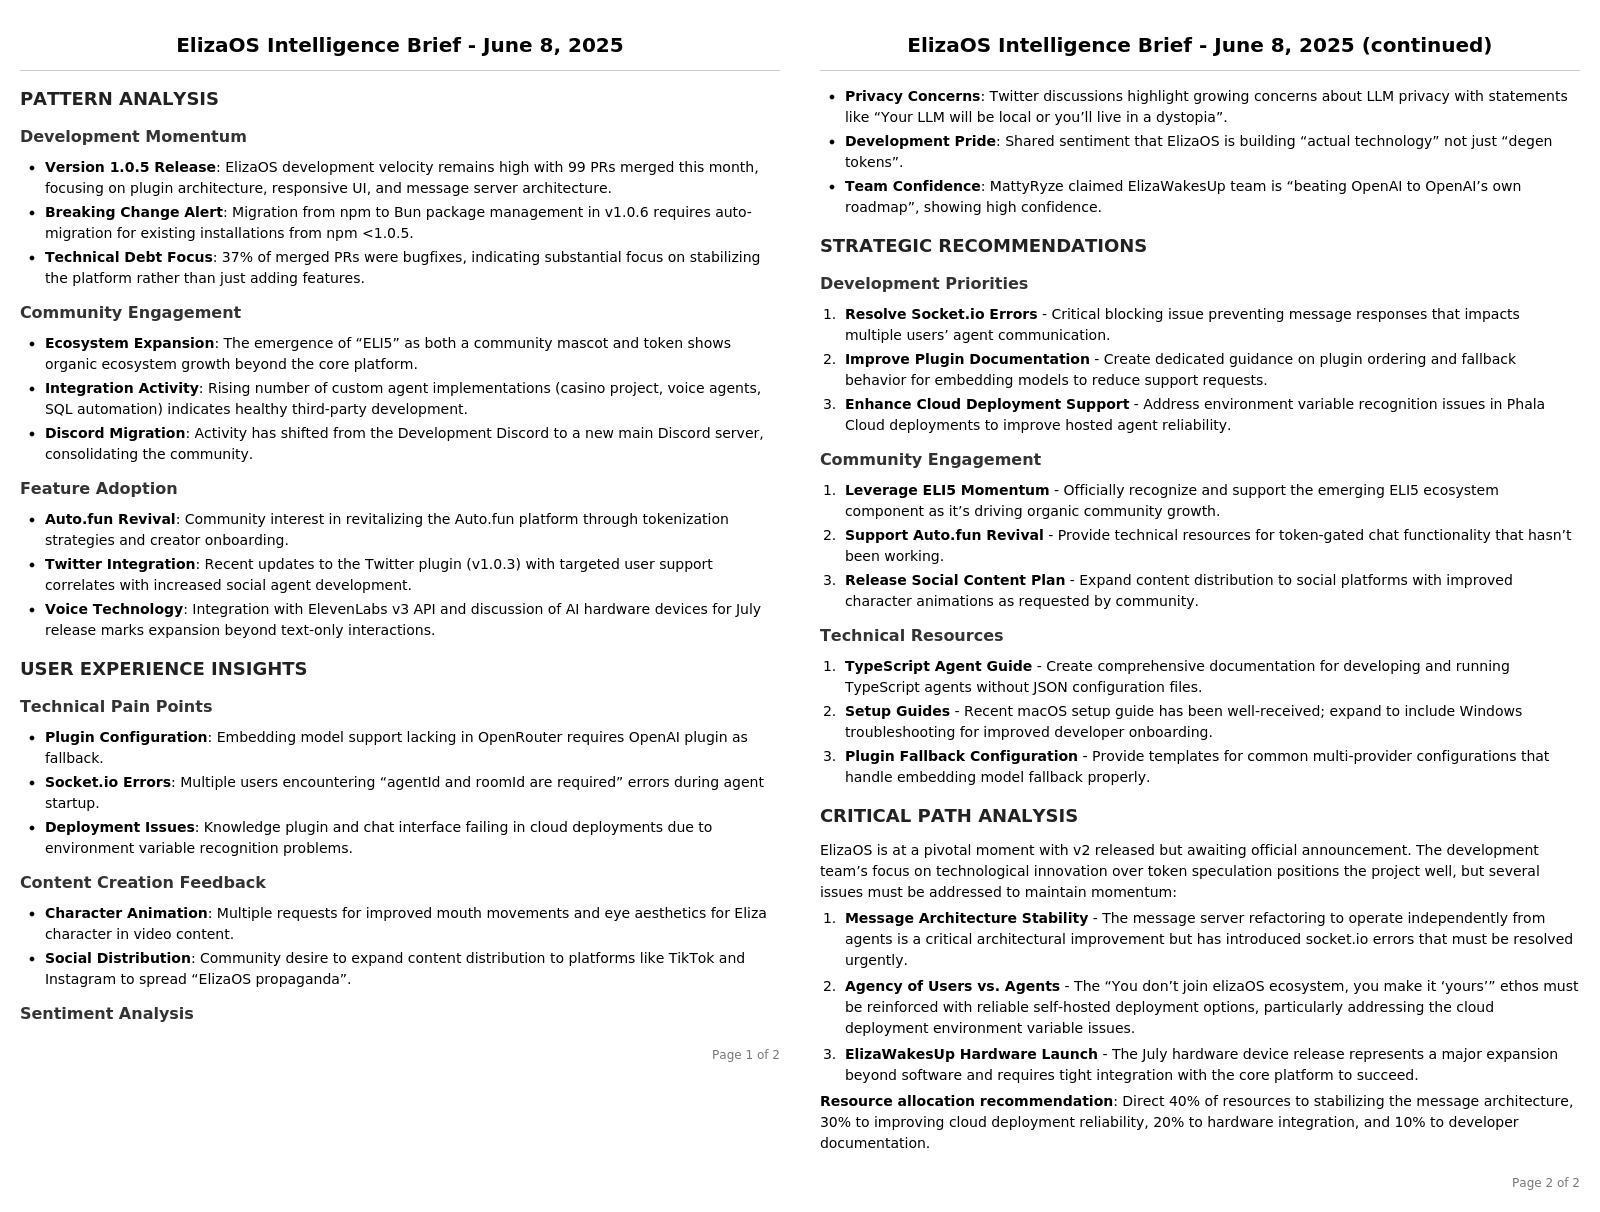 ElizaOS Intelligence Brief - June 8, 2025
PATTERN ANALYSIS
Development Momentum
• Version 1.0.5 Release: ElizaOS development velocity remains high with 99 PRs merged this month,
focusing on plugin architecture, responsive UI, and message server architecture.
• Breaking Change Alert: Migration from npm to Bun package management in v1.0.6 requires auto-
migration for existing installations from npm <1.0.5.
• Technical Debt Focus: 37% of merged PRs were bugfixes, indicating substantial focus on stabilizing
the platform rather than just adding features.
Community Engagement
• Ecosystem Expansion: The emergence of “ELI5” as both a community mascot and token shows
organic ecosystem growth beyond the core platform.
• Integration Activity: Rising number of custom agent implementations (casino project, voice agents,
SQL automation) indicates healthy third-party development.
• Discord Migration: Activity has shifted from the Development Discord to a new main Discord server,
consolidating the community.
Feature Adoption
• Auto.fun Revival: Community interest in revitalizing the Auto.fun platform through tokenization
strategies and creator onboarding.
• Twitter Integration: Recent updates to the Twitter plugin (v1.0.3) with targeted user support
correlates with increased social agent development.
• Voice Technology: Integration with ElevenLabs v3 API and discussion of AI hardware devices for July
release marks expansion beyond text-only interactions.
USER EXPERIENCE INSIGHTS
Technical Pain Points
• Plugin Configuration: Embedding model support lacking in OpenRouter requires OpenAI plugin as
fallback.
• Socket.io Errors: Multiple users encountering “agentId and roomId are required” errors during agent
startup.
• Deployment Issues: Knowledge plugin and chat interface failing in cloud deployments due to
environment variable recognition problems.
Content Creation Feedback
• Character Animation: Multiple requests for improved mouth movements and eye aesthetics for Eliza
character in video content.
• Social Distribution: Community desire to expand content distribution to platforms like TikTok and
Instagram to spread “ElizaOS propaganda”.
Sentiment Analysis
Page 1 of 2
ElizaOS Intelligence Brief - June 8, 2025 (continued)
• Privacy Concerns: Twitter discussions highlight growing concerns about LLM privacy with statements
like “Your LLM will be local or you’ll live in a dystopia”.
• Development Pride: Shared sentiment that ElizaOS is building “actual technology” not just “degen
tokens”.
• Team Confidence: MattyRyze claimed ElizaWakesUp team is “beating OpenAI to OpenAI’s own
roadmap”, showing high confidence.
STRATEGIC RECOMMENDATIONS
Development Priorities
1. Resolve Socket.io Errors - Critical blocking issue preventing message responses that impacts
multiple users’ agent communication.
2. Improve Plugin Documentation - Create dedicated guidance on plugin ordering and fallback
behavior for embedding models to reduce support requests.
3. Enhance Cloud Deployment Support - Address environment variable recognition issues in Phala
Cloud deployments to improve hosted agent reliability.
Community Engagement
1. Leverage ELI5 Momentum - Officially recognize and support the emerging ELI5 ecosystem
component as it’s driving organic community growth.
2. Support Auto.fun Revival - Provide technical resources for token-gated chat functionality that hasn’t
been working.
3. Release Social Content Plan - Expand content distribution to social platforms with improved
character animations as requested by community.
Technical Resources
1. TypeScript Agent Guide - Create comprehensive documentation for developing and running
TypeScript agents without JSON configuration files.
2. Setup Guides - Recent macOS setup guide has been well-received; expand to include Windows
troubleshooting for improved developer onboarding.
3. Plugin Fallback Configuration - Provide templates for common multi-provider configurations that
handle embedding model fallback properly.
CRITICAL PATH ANALYSIS
ElizaOS is at a pivotal moment with v2 released but awaiting official announcement. The development
team’s focus on technological innovation over token speculation positions the project well, but several
issues must be addressed to maintain momentum:
1. Message Architecture Stability - The message server refactoring to operate independently from
agents is a critical architectural improvement but has introduced socket.io errors that must be resolved
urgently.
2. Agency of Users vs. Agents - The “You don’t join elizaOS ecosystem, you make it ‘yours’” ethos must
be reinforced with reliable self-hosted deployment options, particularly addressing the cloud
deployment environment variable issues.
3. ElizaWakesUp Hardware Launch - The July hardware device release represents a major expansion
beyond software and requires tight integration with the core platform to succeed.
Resource allocation recommendation: Direct 40% of resources to stabilizing the message architecture,
30% to improving cloud deployment reliability, 20% to hardware integration, and 10% to developer
documentation.
Page 2 of 2